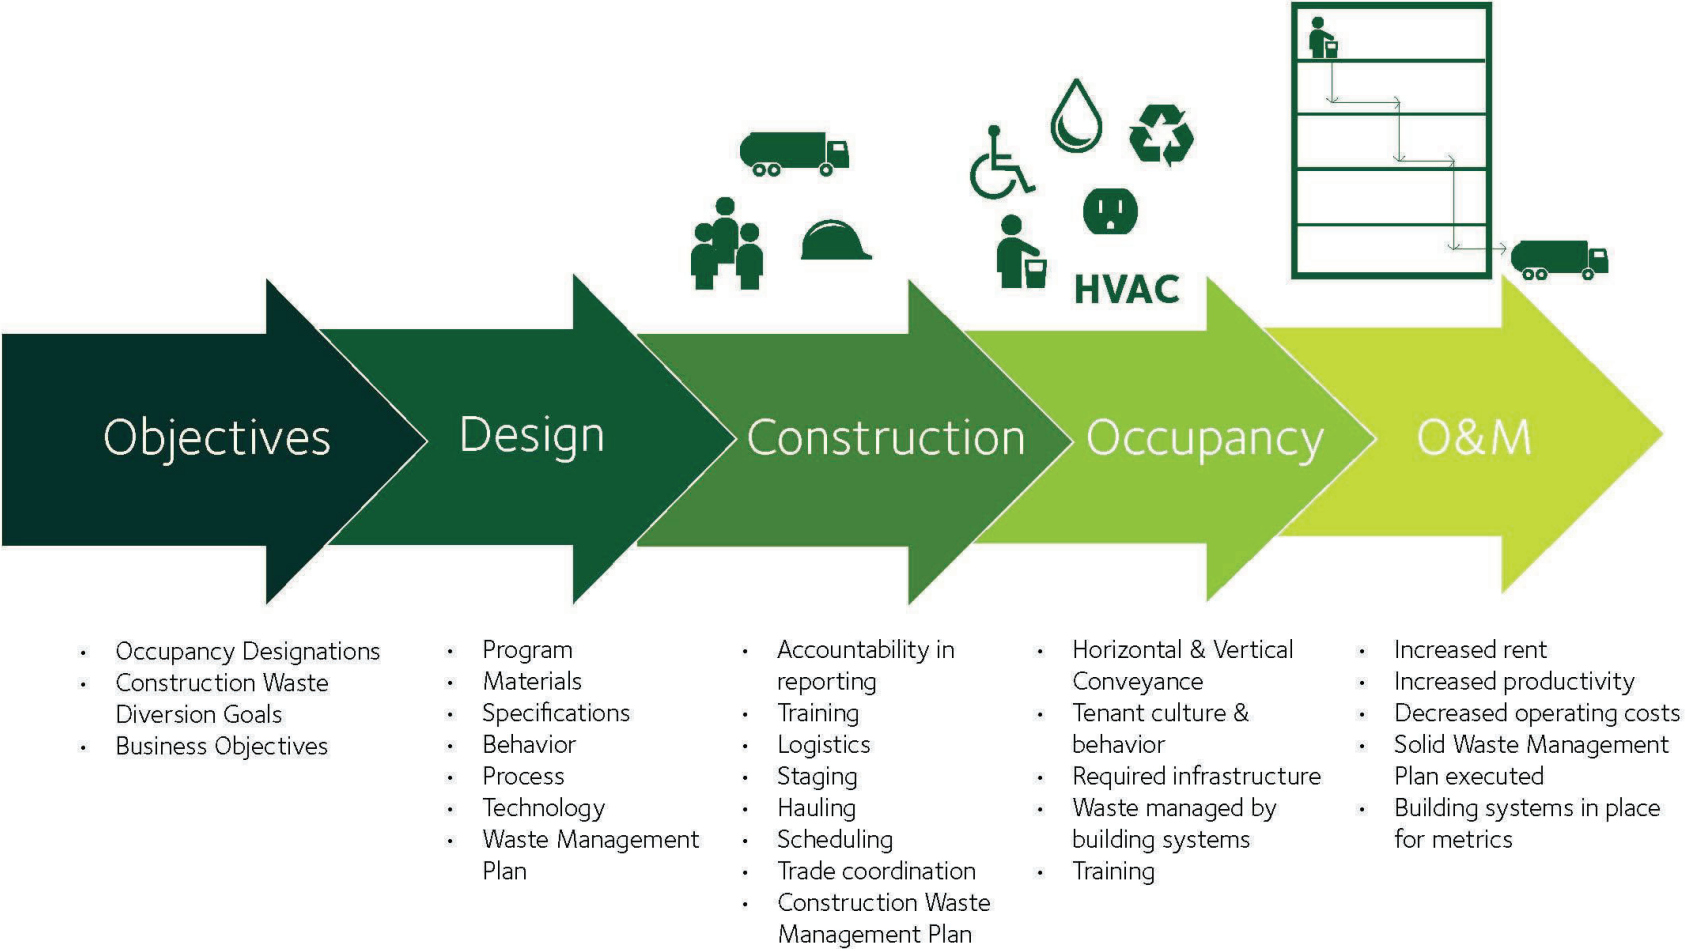 HVAC
Objectives
Design
Construction
Occupancy
O&M
• Occupancy Designations
• Construction Waste
Diversion Goals
• Business Objectives
• Program
• Materials
• Specifications
• Behavior
• Process
• Technology
• Waste Management
Plan
• Accountability in
reporting
• Training
• Logistics
• Staging
• Hauling
• Scheduling
• Trade coordination
• Construction Waste
Management Plan
• Horizontal & Vertical
Conveyance
• Tenant culture &
behavior
• Required infrastructure
• Waste managed by
building systems
• Training
• Increased rent
• Increased productivity
• Decreased operating costs
• Solid Waste Management
Plan executed
• Building systems in place
for metrics